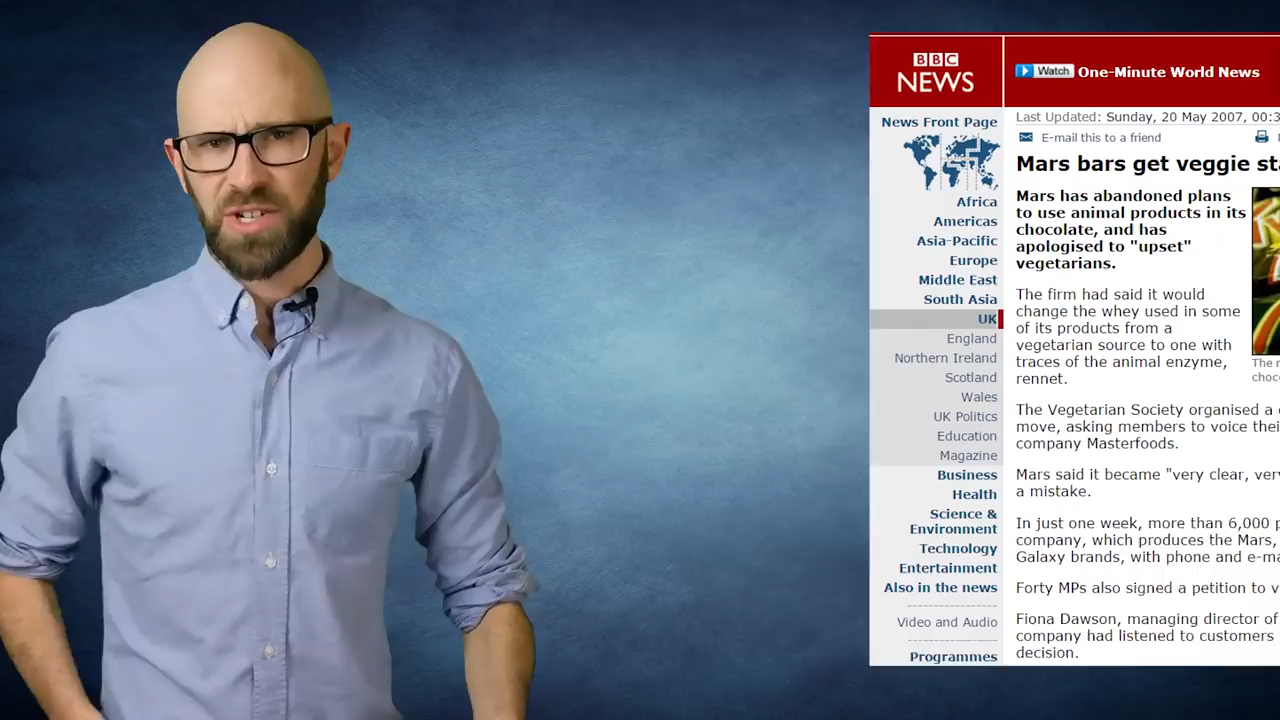 BBC
NEWS
Watch One-Minute World News
News Front Page
Africa
Americas
Asia-Pacific
Europe
Middle East
South Asia
UK
England
Northern Ireland
Scotland
Wales
UK Politics
Education
Magazine
Business
Health
Science &
Environment
Technology
Entertainment
Also in the news
Video and Audio
Programmes
Last Updated: Sunday, 20 May 2007, 00:3
E-mail this to a friend
Mars bars get veggie
Mars has abandoned plans
to use animal products in its
chocolate, and has
apologised to "upset"
vegetarians.
The firm had said it would
change the whey used in some
of its products from a
vegetarian source to one with
traces of the animal enzyme,
rennet.
The Vegetarian Society organised a
move, asking members to voice
company Masterfoods.
Mars said it became "very clear,
a mistake.
In just one week, more than 6,000
company, which produces the Mars,
Galaxy brands, with phone and
Forty MPs also signed a petition to
Fiona Dawson, managing director of
company had listened to customers
decision.
The